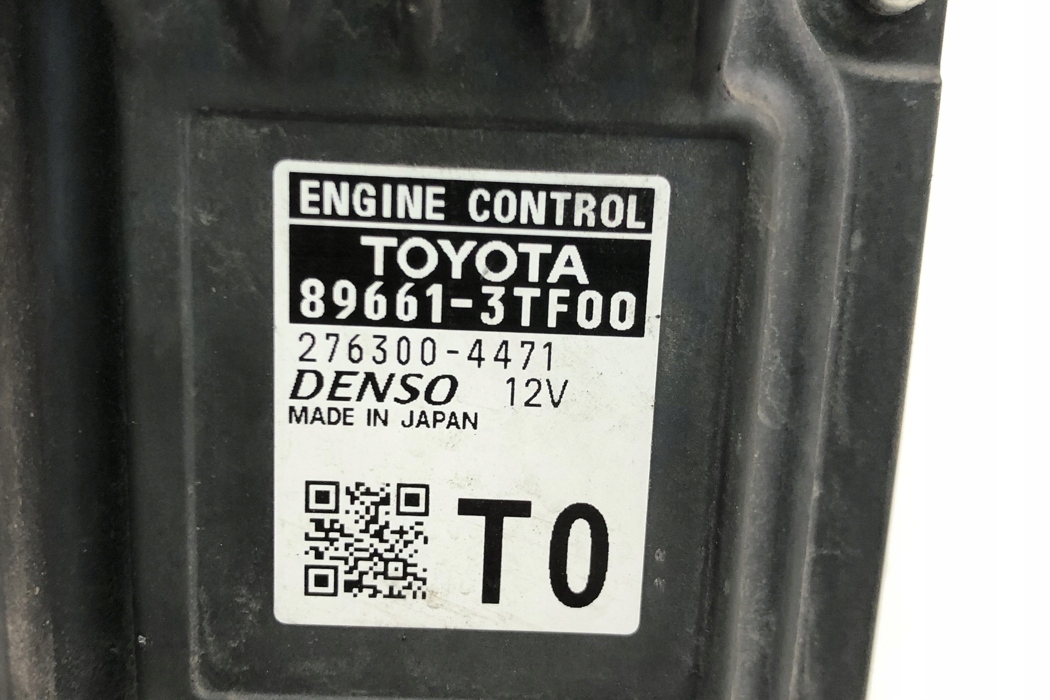 ENGINE CONTROL
TOYOTA
89661-3TF00
276300-4471
DENSO 12V
MADE IN JAPAN
T0